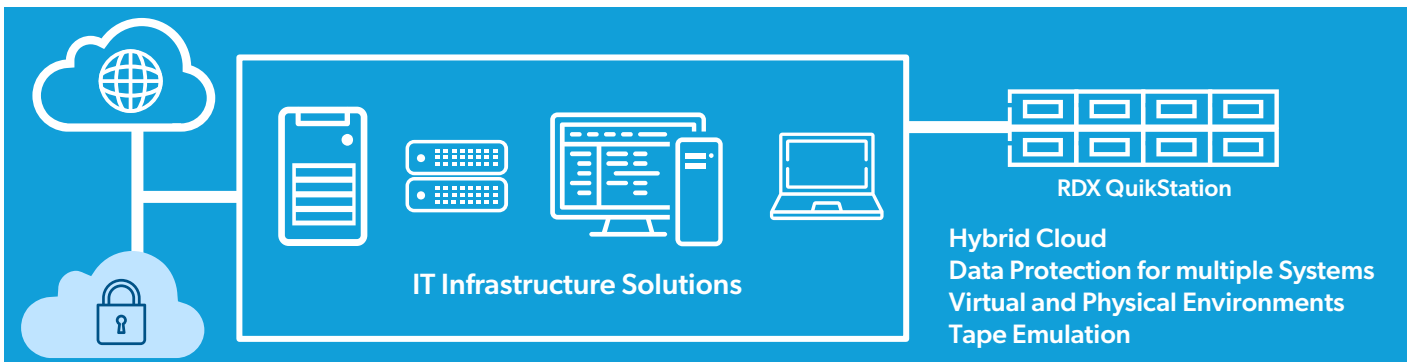 IT Infrastructure Solutions
RDX QuikStation
Hybrid Cloud
Data Protection for multiple Systems
Virtual and Physical Environments
Tape Emulation